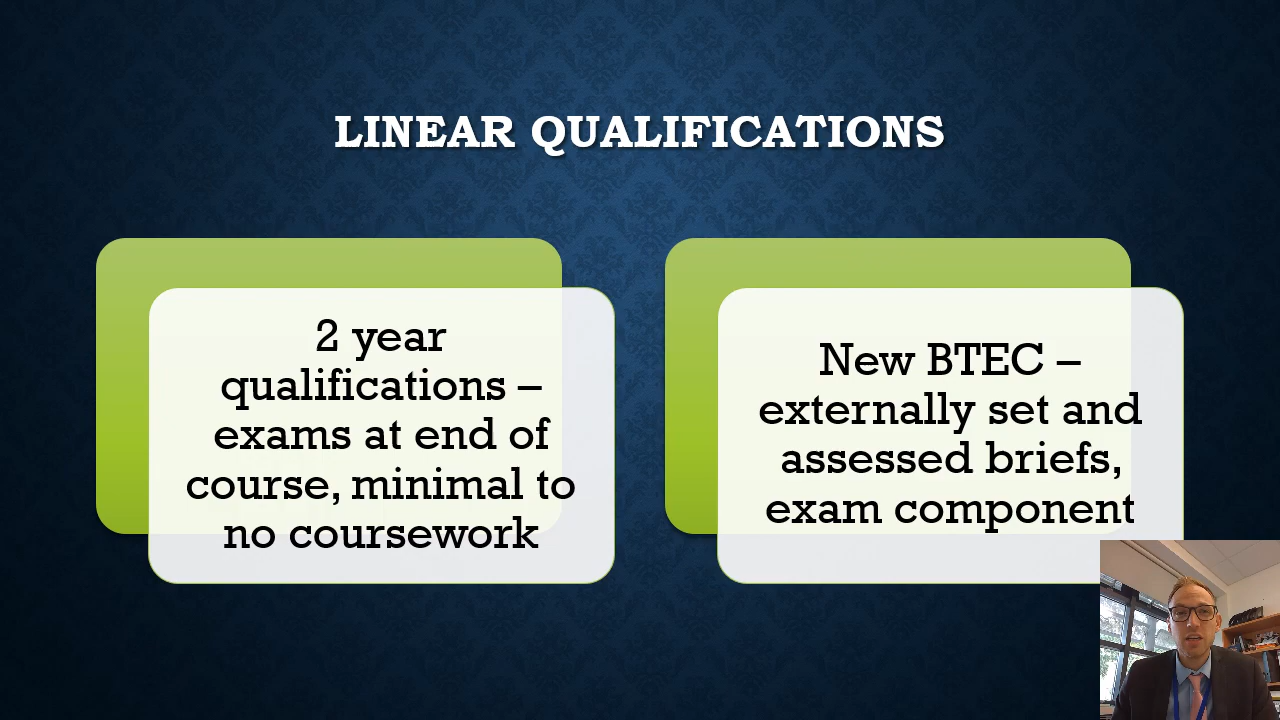 LINEAR QUALIFICATIONS
2 year
qualifications –
exams at end of
course, minimal to
no coursework
New BTEC –
externally set and
assessed briefs,
exam component